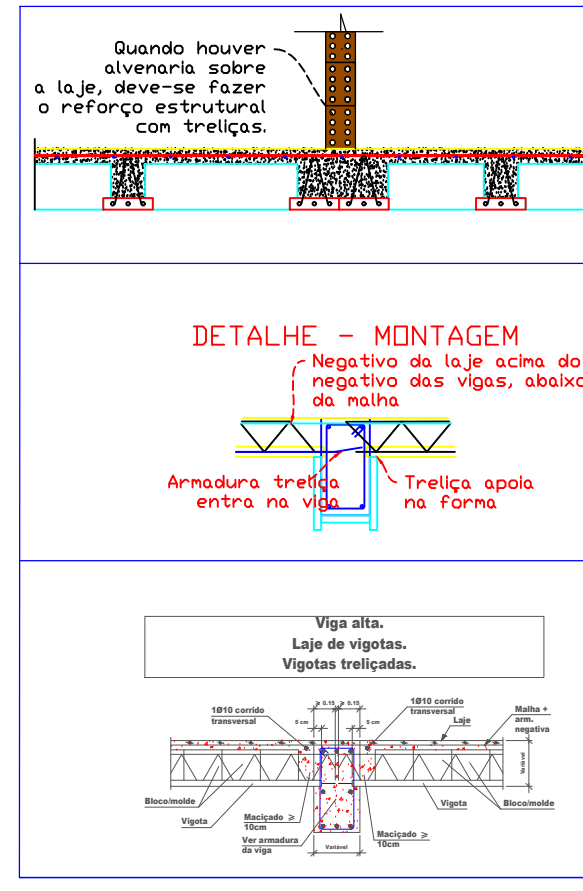 Quando houver
alvenaria sobre
a laje, deve-se fazer
o reforço estrutural
com treliças.
DETALHE - MONTAGEM
Negativo da laje acima do
negativo das vigas, abaixo
da malha
Armadura treliça
entra na viga
Treliça apoia
na forma
Viga alta.
Laje de vigotas.
Vigotas treliçadas.
≥ 0.15
≥ 0.15
1Ø10 corrido
transversal
5 cm
5 cm
1Ø10 corrido
transversal
Laje
Malha +
arm.
negativa
Variável
Bloco/molde
Vigota
Maciçado ≥
10cm
Ver armadura
da viga
Variável
Maciçado ≥
10cm
Vigota
Bloco/molde